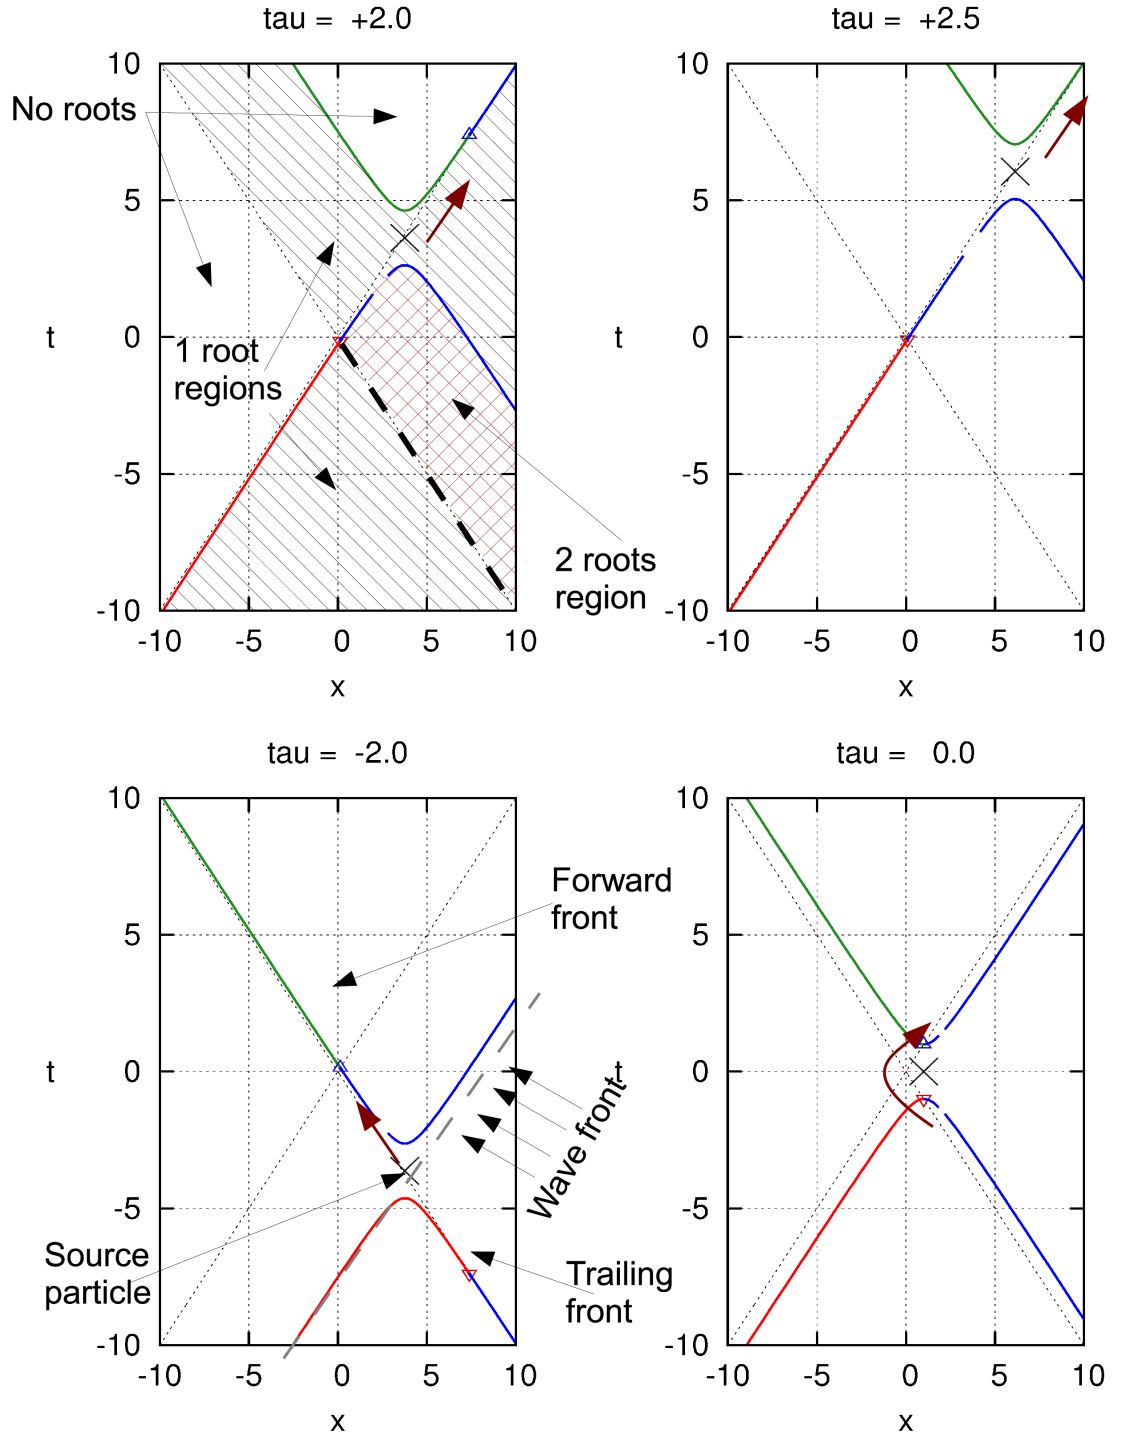 tau = +2.0
tau = +2.5
10
5
0
-5
-10
-10
-5
0
5
10
t
x
No roots
1 root
regions
2 roots
region
10
5
0
-5
-10
-10
-5
0
5
10
t
x
tau = -2.0
tau = 0.0
10
5
0
-5
-10
-10
-5
0
5
10
t
x
Forward
front
Wave front
Source
particle
Trailing
front
10
5
0
-5
-10
-10
-5
0
5
10
t
x